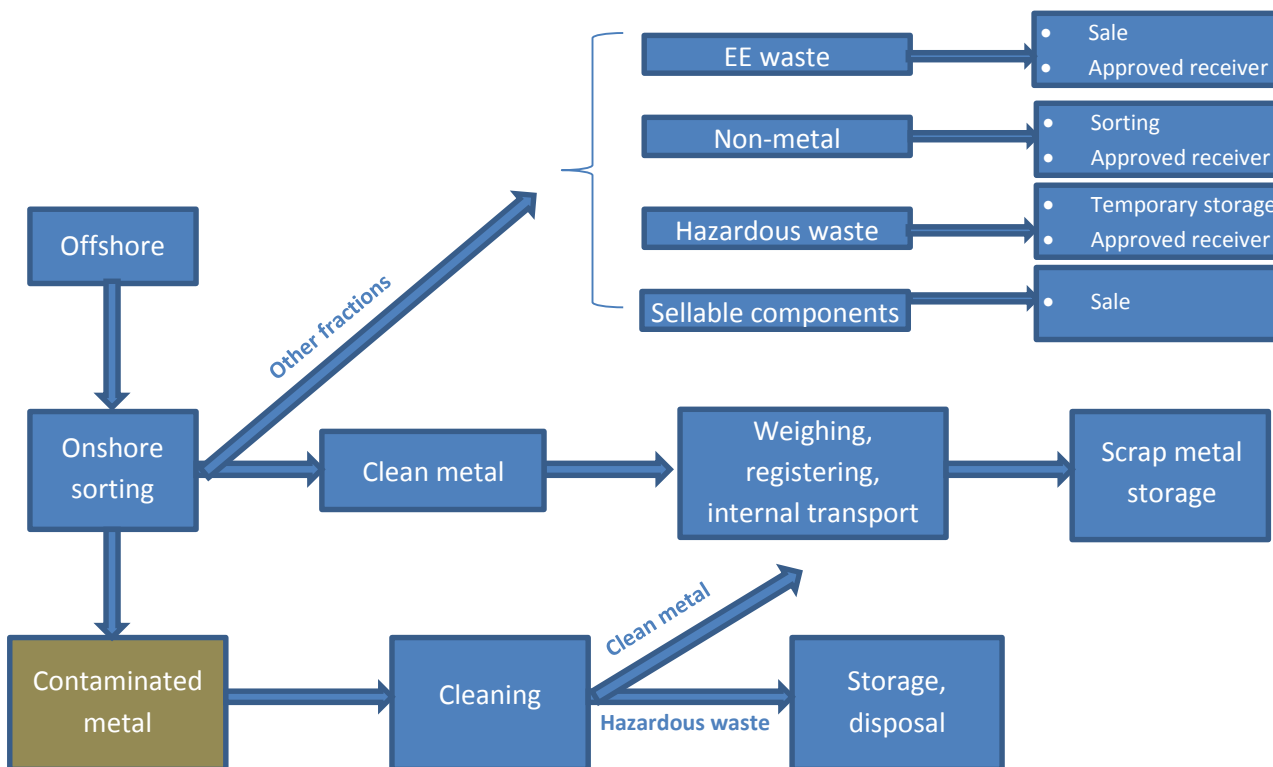 EE waste
• Sale
• Approved receiver
Non-metal
• Sorting
• Approved receiver
Hazardous waste
• Temporary storage
• Approved receiver
Sellable components
• Sale
Offshore
Other fractions
Onshore
sorting
Clean metal
Weighing,
registering,
internal transport
Scrap metal
storage
Contaminated
metal
Cleaning
Clean metal
Hazardous waste
Storage,
disposal